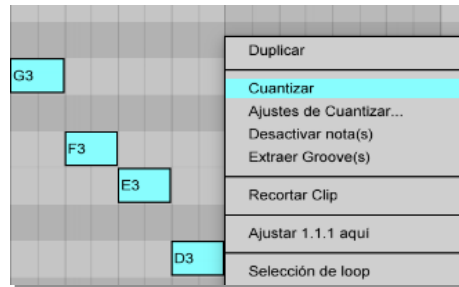 G3
F3
E3
D3
Duplicar
Cuantizar
Ajustes de Cuantizar...
Desactivar nota(s)
Extraer Groove(s)
Recortar Clip
Ajustar 1.1.1 aquí
Selección de loop